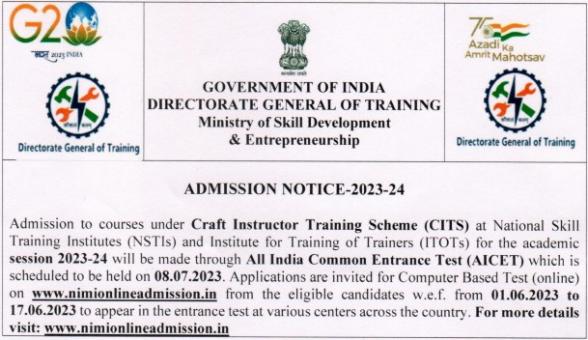 G20
भारत 2023 INDIA
75
Azadi Ka
Amrit Mahotsav
GOVERNMENT OF INDIA
DIRECTORATE GENERAL OF TRAINING
Ministry of Skill Development
& Entrepreneurship
Directorate General of Training
Directorate General of Training
ADMISSION NOTICE-2023-24
Admission to courses under Craft Instructor Training Scheme (CITS) at National Skill
Training Institutes (NSTIs) and Institute for Training of Trainers (ITOTs) for the academic
session 2023-24 will be made through All India Common Entrance Test (AICET) which is
scheduled to be held on 08.07.2023. Applications are invited for Computer Based Test (online)
on www.nimionlineadmission.in from the eligible candidates w.e.f. from 01.06.2023 to
17.06.2023 to appear in the entrance test at various centers across the country. For more details
visit: www.nimionlineadmission.in